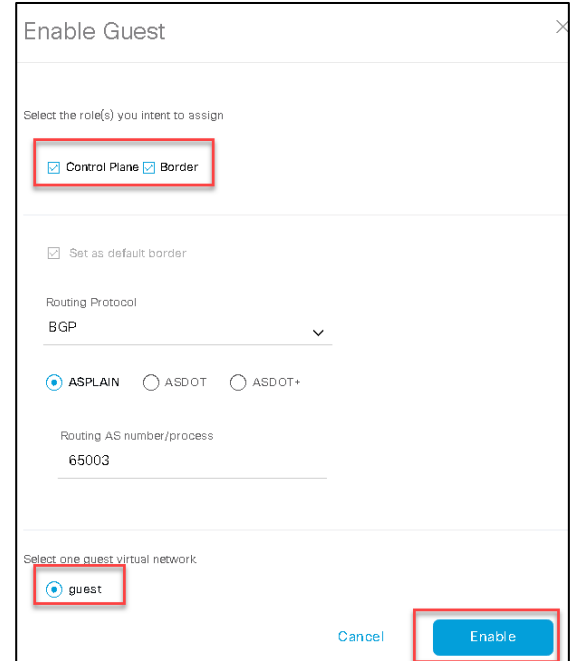 Enable Guest
Select the role(s) you intent to assign
Control Plane Border
Set as default border
Routing Protocol
BGP
ASPLAIN ASDOT ASDOT+
Routing AS number/process
65003
Select one guest virtual network
guest
Cancel Enable